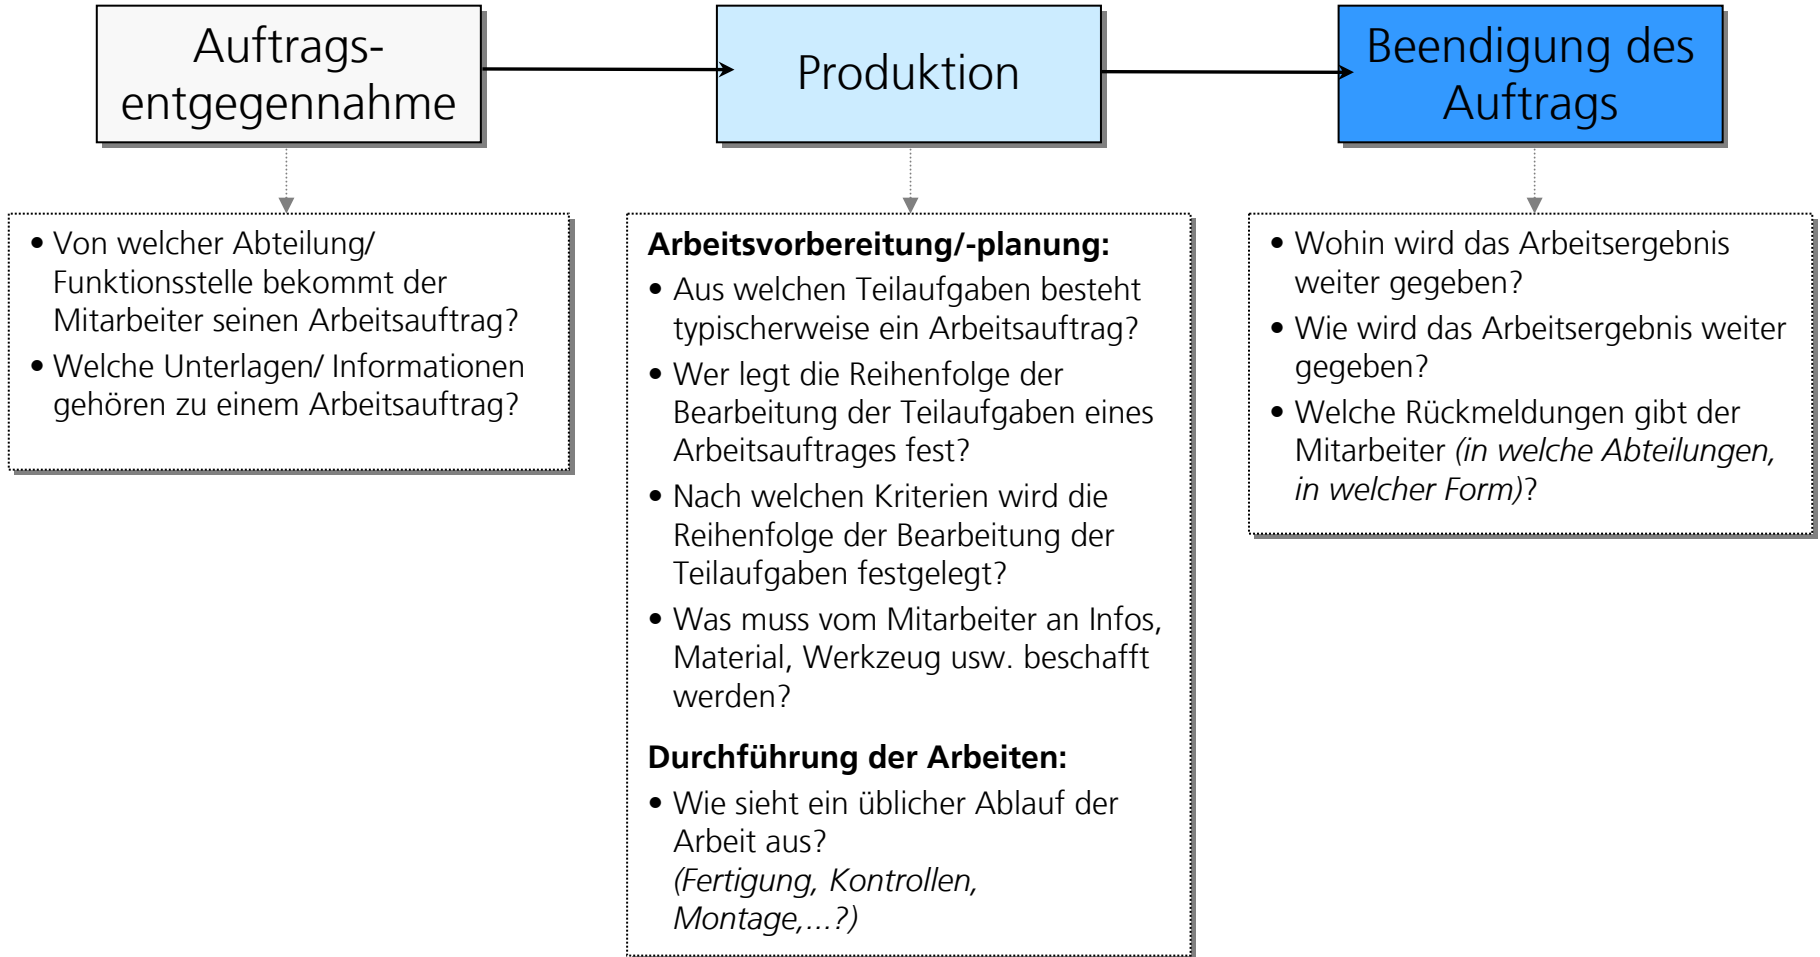 Auftrags-
entgegennahme
Produktion
Beendigung des
Auftrags
• Von welcher Abteilung/
Funktionsstelle bekommt der
Mitarbeiter seinen Arbeitsauftrag?
• Welche Unterlagen/ Informationen
gehören zu einem Arbeitsauftrag?
Arbeitsvorbereitung/-planung:
• Aus welchen Teilaufgaben besteht
typischerweise ein Arbeitsauftrag?
• Wer legt die Reihenfolge der
Bearbeitung der Teilaufgaben eines
Arbeitsauftrages fest?
• Nach welchen Kriterien wird die
Reihenfolge der Bearbeitung der
Teilaufgaben festgelegt?
• Was muss vom Mitarbeiter an Infos,
Material, Werkzeug usw. beschafft
werden?
Durchführung der Arbeiten:
• Wie sieht ein üblicher Ablauf der
Arbeit aus?
(Fertigung, Kontrollen,
Montage,...?)
• Wohin wird das Arbeitsergebnis
weiter gegeben?
• Wie wird das Arbeitsergebnis weiter
gegeben?
• Welche Rückmeldungen gibt der
Mitarbeiter (in welche Abteilungen,
in welcher Form)?